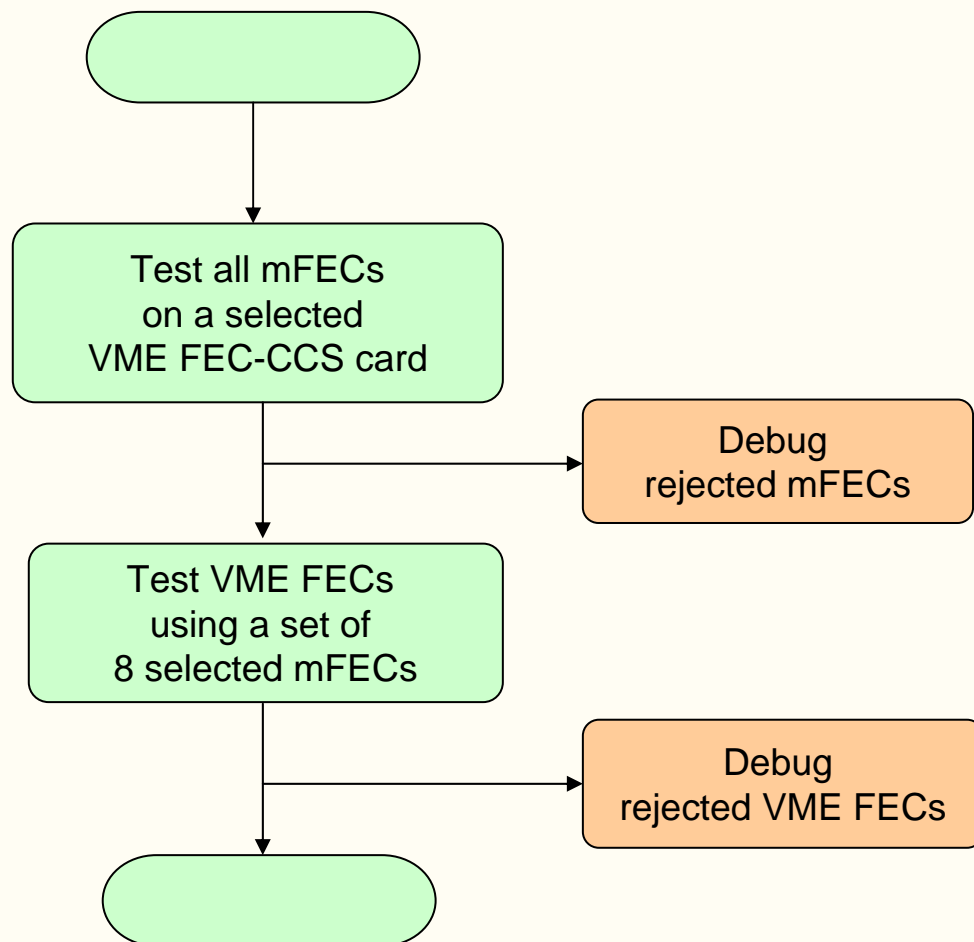 Test all mFECs
on a selected
VME FEC-CCS card
Debug
rejected mFECs
Test VME FECs
using a set of
8 selected mFECs
Debug
rejected VME FECs